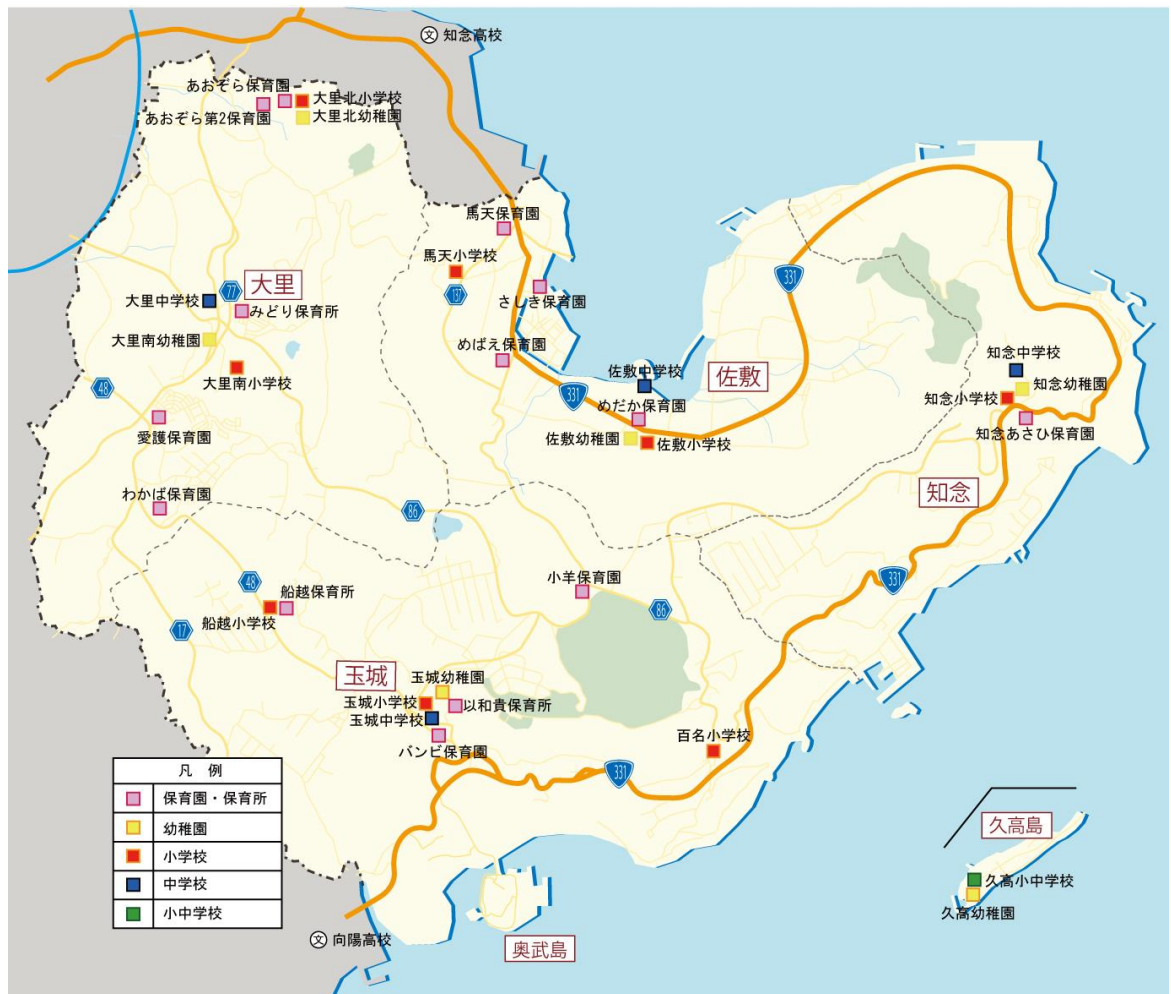 知念高校
あおぞら保育園
大里北小学校
あおぞら第2保育園
大里北幼稚園
馬天保育園
馬天小学校
大里
77
大里中学校
みどり保育所
137
さしき保育園
331
大里南幼稚園
めばえ保育園
大里南小学校
佐敷中学校
佐敷
知念中学校
48
331
知念幼稚園
知念小学校
愛護保育園
めだか保育園
佐敷幼稚園
佐敷小学校
知念あさひ保育園
わかば保育園
知念
86
48
船越保育所
小羊保育園
331
船越小学校
86
17
玉城
玉城幼稚園
玉城小学校
以和貴保育所
玉城中学校
バンビ保育園
百名小学校
331
凡 例
保育園・保育所
幼稚園
小学校
中学校
小中学校
久高島
久高小中学校
久高幼稚園
向陽高校
奥武島
文
文